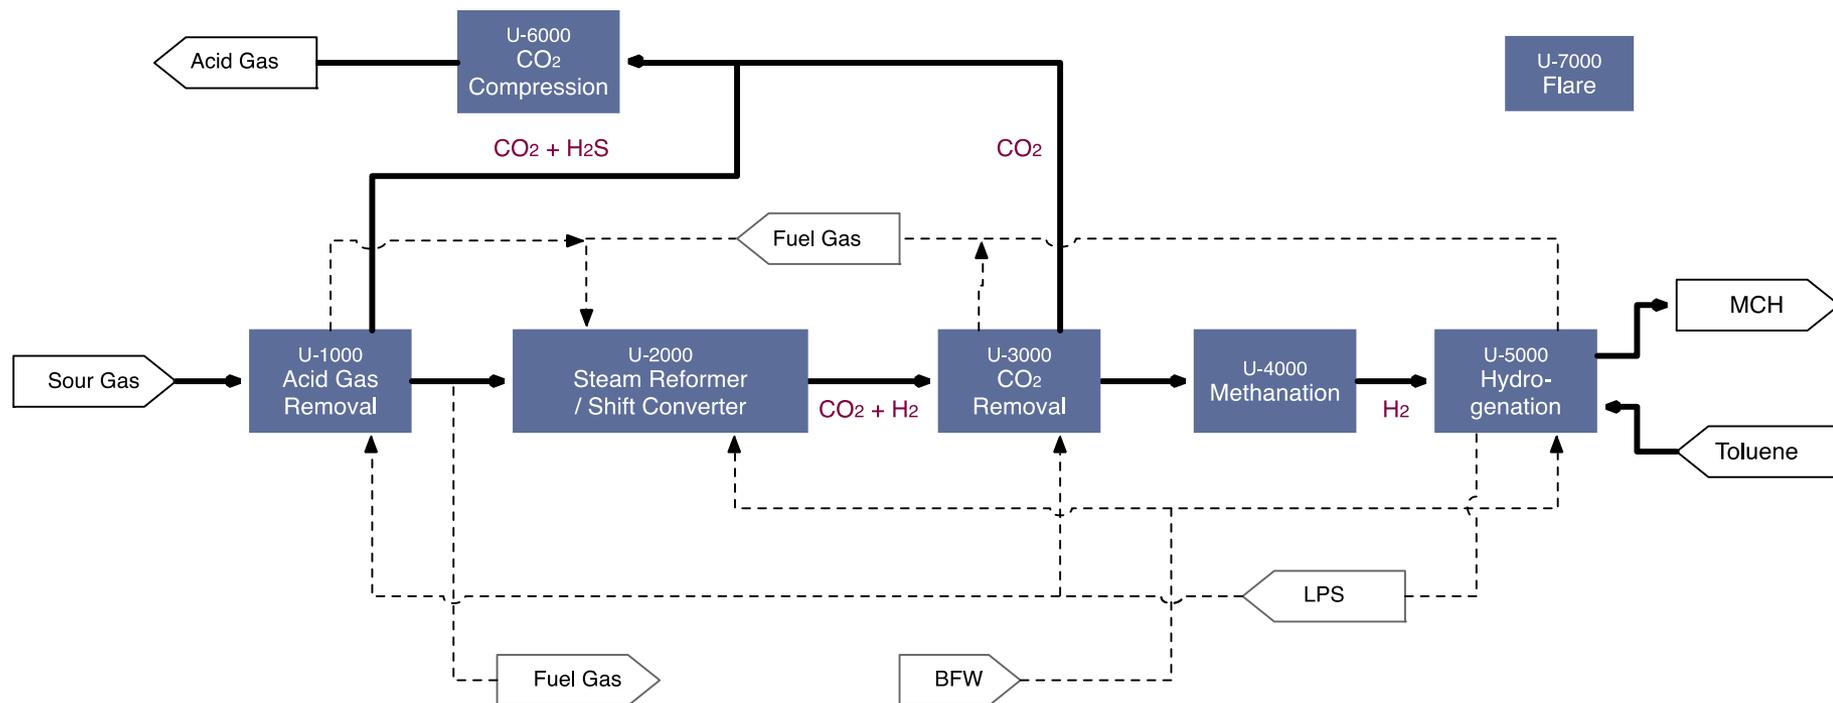 U-6000
CO2
Compression
Acid Gas
U-7000
Flare
CO2 + H2S
CO2
Fuel Gas
MCH
Sour Gas
U-1000
Acid Gas
Removal
U-2000
Steam Reformer
/ Shift Converter
CO2 + H2
U-3000
CO2
Removal
U-4000
Methanation
H2
U-5000
Hydro-
genation
Toluene
LPS
Fuel Gas
BFW